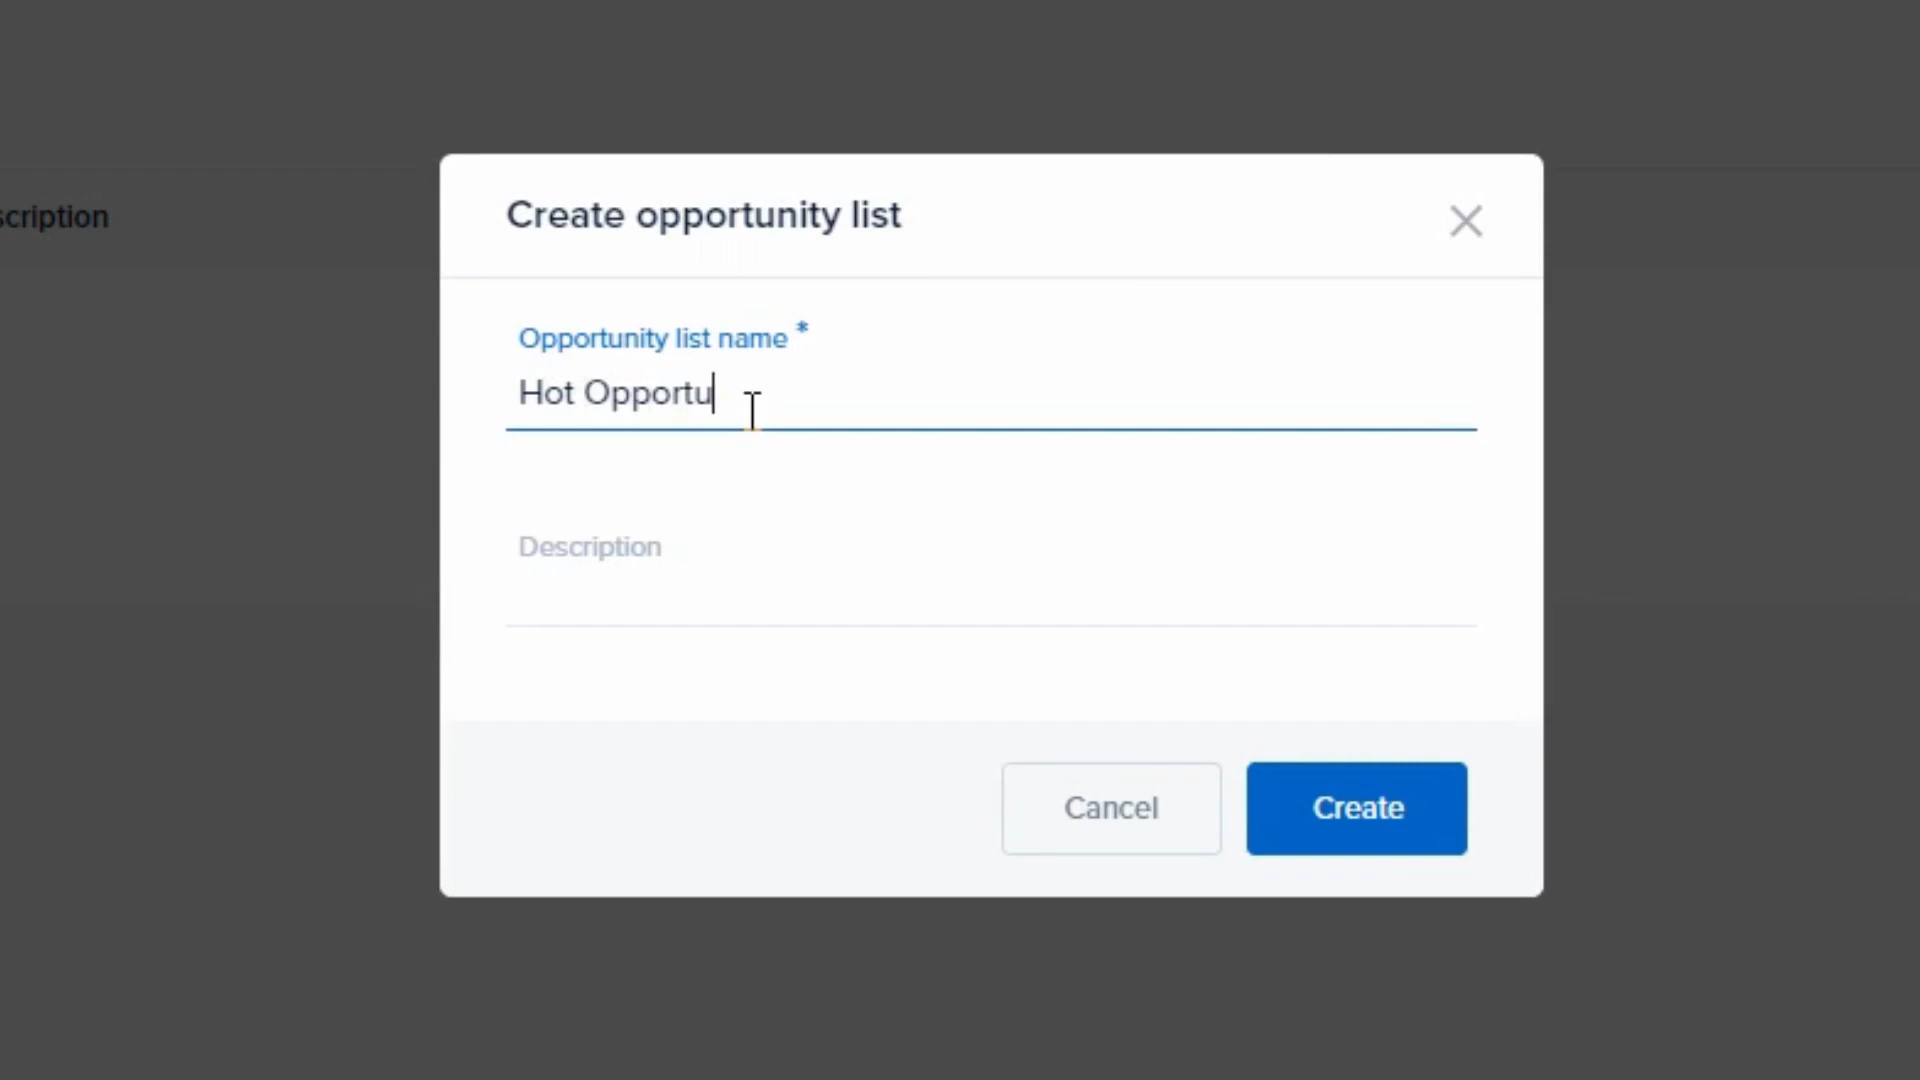 scription
Create opportunity list
Opportunity list name *
Hot Opportu
Description
Cancel
Create